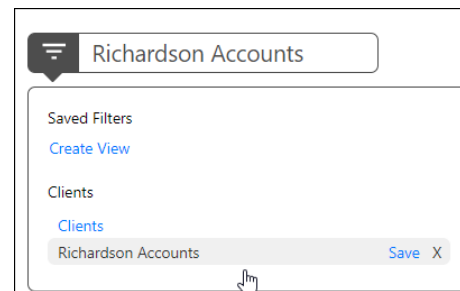 Richardson Accounts
Saved Filters
Create View
Clients
Clients
Richardson Accounts Save X